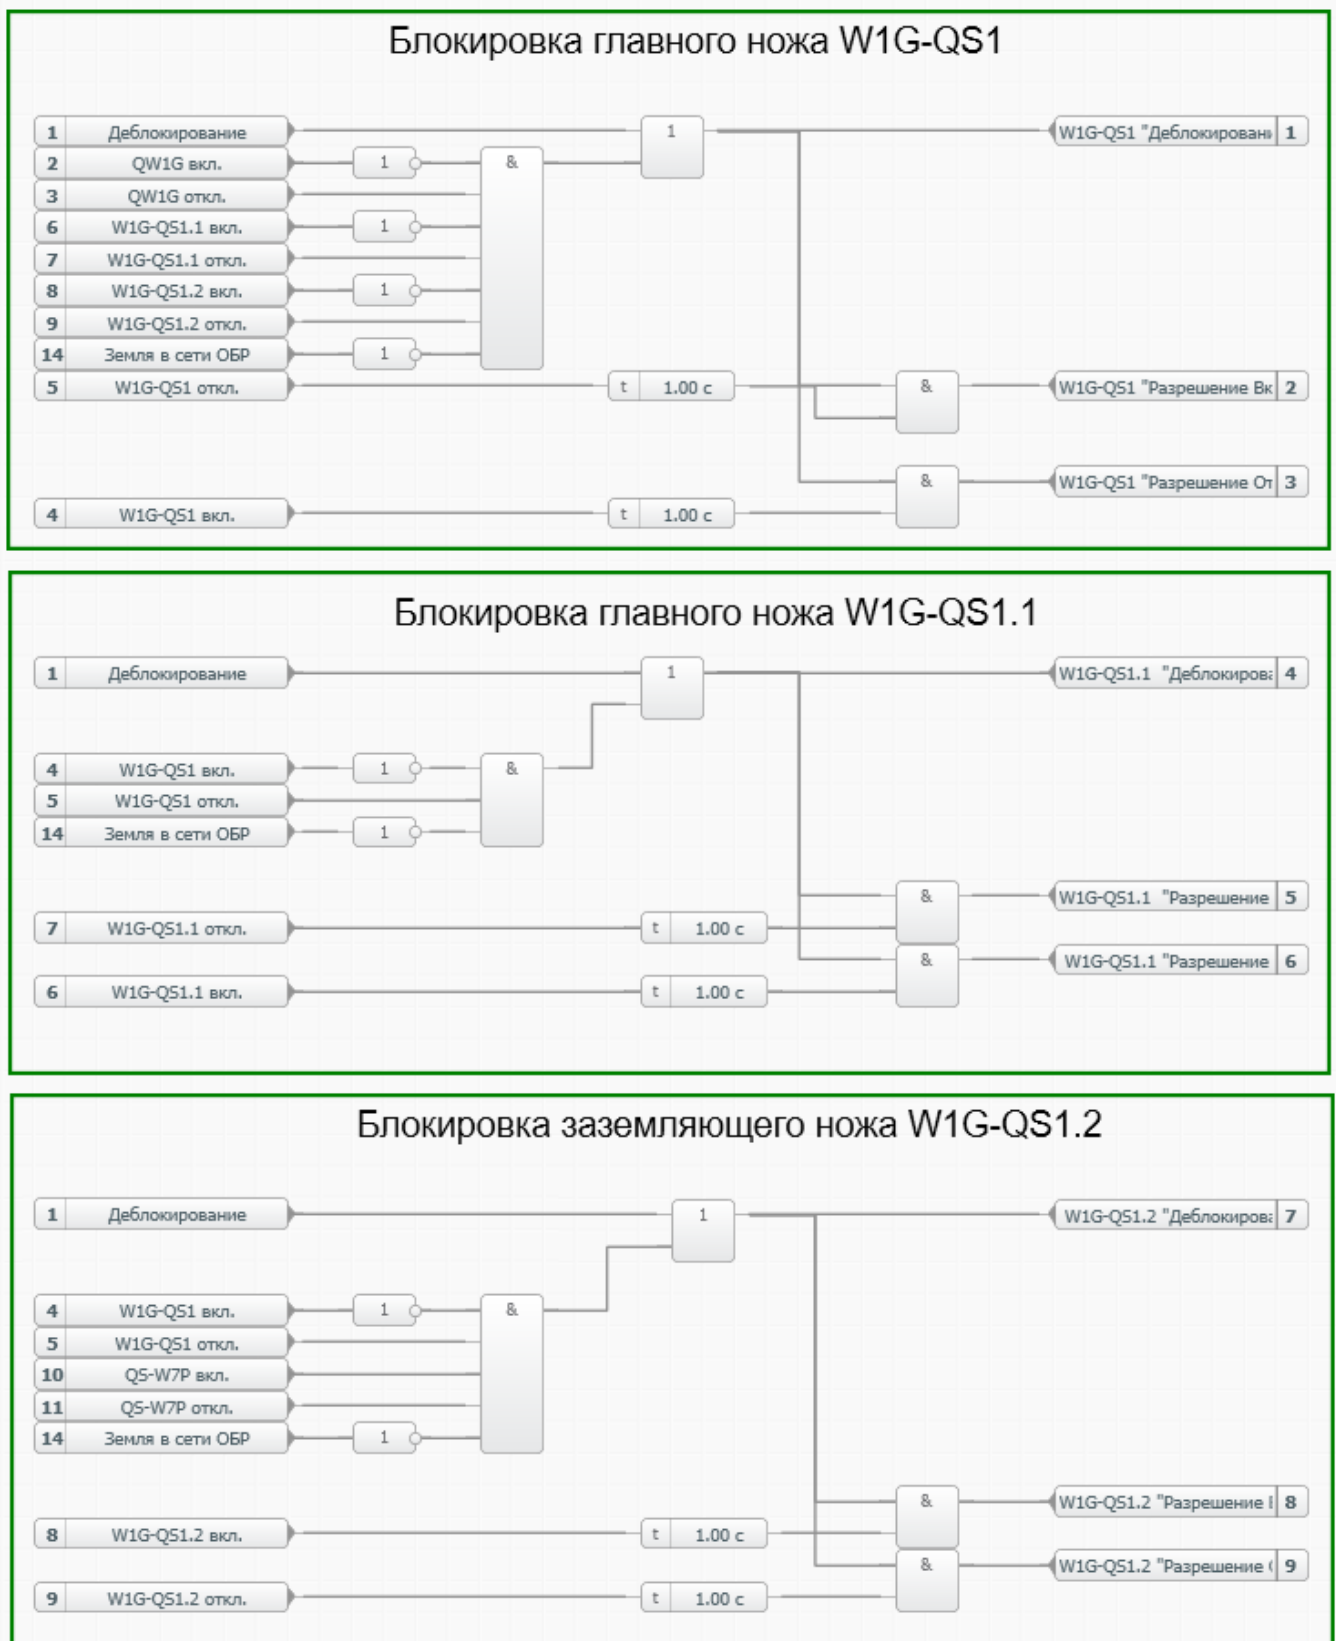 Блокировка главного ножа W1G-QS1
1 Деблокирование 1 W1G-QS1 "Деблокировани 1
2 QW1G вкл. 1 &
3 QW1G откл.
6 W1G-QS1.1 вкл. 1
7 W1G-QS1.1 откл.
8 W1G-QS1.2 вкл. 1
9 W1G-QS1.2 откл.
14 Земля в сети ОБР 1
5 W1G-QS1 откл. t 1.00 с & W1G-QS1 "Разрешение Вк 2
& W1G-QS1 "Разрешение От 3
4 W1G-QS1 вкл. t 1.00 с
Блокировка главного ножа W1G-QS1.1
1 Деблокирование 1 W1G-QS1.1 "Деблокирова 4
4 W1G-QS1 вкл. 1 &
5 W1G-QS1 откл.
14 Земля в сети ОБР 1
& W1G-QS1.1 "Разрешение 5
7 W1G-QS1.1 откл. t 1.00 с
& W1G-QS1.1 "Разрешение 6
6 W1G-QS1.1 вкл. t 1.00 с
Блокировка заземляющего ножа W1G-QS1.2
1 Деблокирование 1 W1G-QS1.2 "Деблокирова 7
4 W1G-QS1 вкл. 1 &
5 W1G-QS1 откл.
10 QS-W7P вкл.
11 QS-W7P откл.
14 Земля в сети ОБР 1
& W1G-QS1.2 "Разрешение 8
8 W1G-QS1.2 вкл. t 1.00 с
& W1G-QS1.2 "Разрешение 9
9 W1G-QS1.2 откл. t 1.00 с